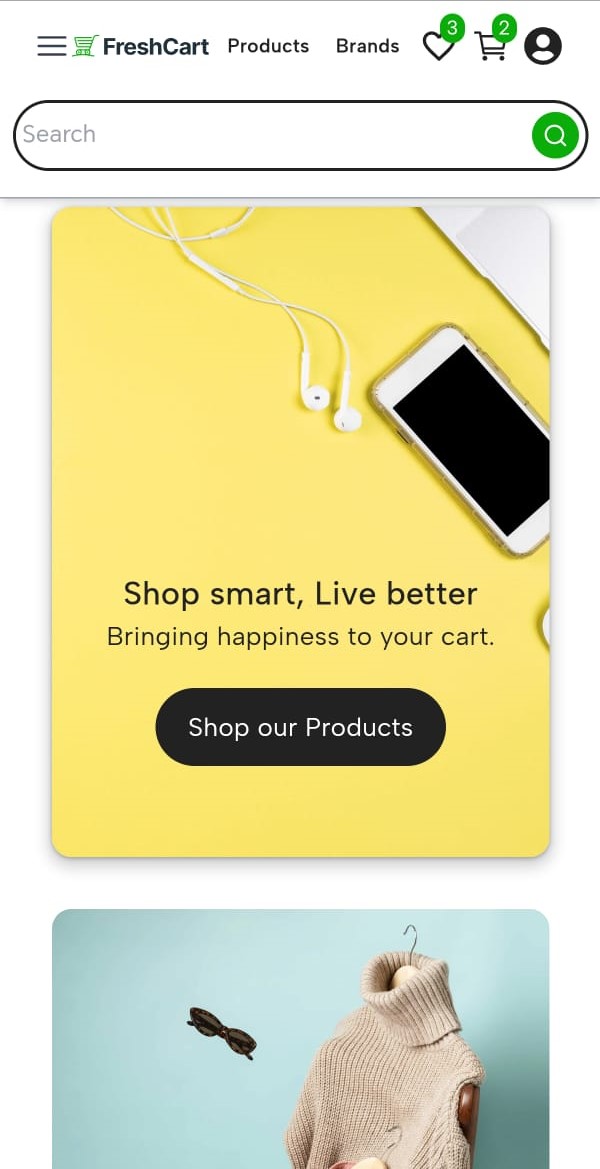 FreshCart Products Brands 3 2
Search
Shop smart, Live better
Bringing happiness to your cart.
Shop our Products